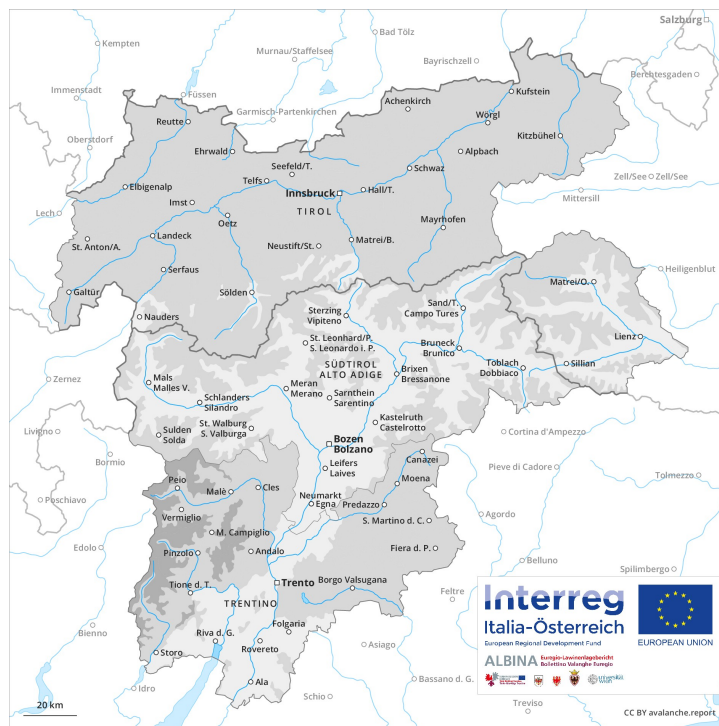 Salzburg
Bad Tölz
Kempten
Murnau/Staffelsee
Bayrischzell
Berchtesgaden
Immenstadt
Füssen
Garmisch-Partenkirchen
Achenkirch
Kufstein
Reutte
Wörgl
Oberstdorf
Kitzbühel
Ehrwald
Alpbach
Seefeld/T.
Schwaz
Telfs
Zell/See
Zell/See
Elbigenalp
Innsbruck
Hall/T.
Mittersill
Imst
TIROL
Lech
Oetz
Mayrhofen
Landeck
St. Anton/A.
Neustift/St.
Matrei/B.
Serfaus
Heiligenblut
Galtür
Sölden
Matrei/O.
Nauders
Sterzing
Vipiteno
Sand/T.
Campo Tures
Lienz
St. Leonhard/P.
S. Leonardo i. P.
Bruneck
Brunico
SÜDTIROL
ALTO ADIGE
Toblach
Dobbiaco
Sillian
Zernez
Mals
Malles V.
Meran
Merano
Brixen
Bressanone
Schlanders
Silandro
Sarnthein
Sarentino
Livigno
Sulden
Solda
St. Walburg
S. Valburga
Kastelruth
Castelrotto
Cortina d'Ampezzo
Bozen
Bolzano
Bormio
Canazei
Pieve di Cadore
Leifers
Laives
Tolmezzo
Peio
Malè
Cles
Moena
Poschiavo
Neumarkt
Egna
Predazzo
Vermiglio
Agordo
S. Martino d. C.
M. Campiglio
Edolo
Pinzolo
Andalo
Fiera d. P.
Belluno
Spilimbergo
Trento
Tione d. T.
Borgo Valsugana
Feltre
TRENTINO
Folgaria
Bienno
Riva d. G.
Rovereto
Asiago
Storo
Idro
Ala
Schio
Bassano d. G.
Treviso
Interreg
Italia-Österreich
European Regional Development Fund
EUROPEAN UNION
ALBINA Euregio-Lawinenlagebericht
Bollettino Valanghe Euregio
universität
wien
20 km
CC BY avalanche.report